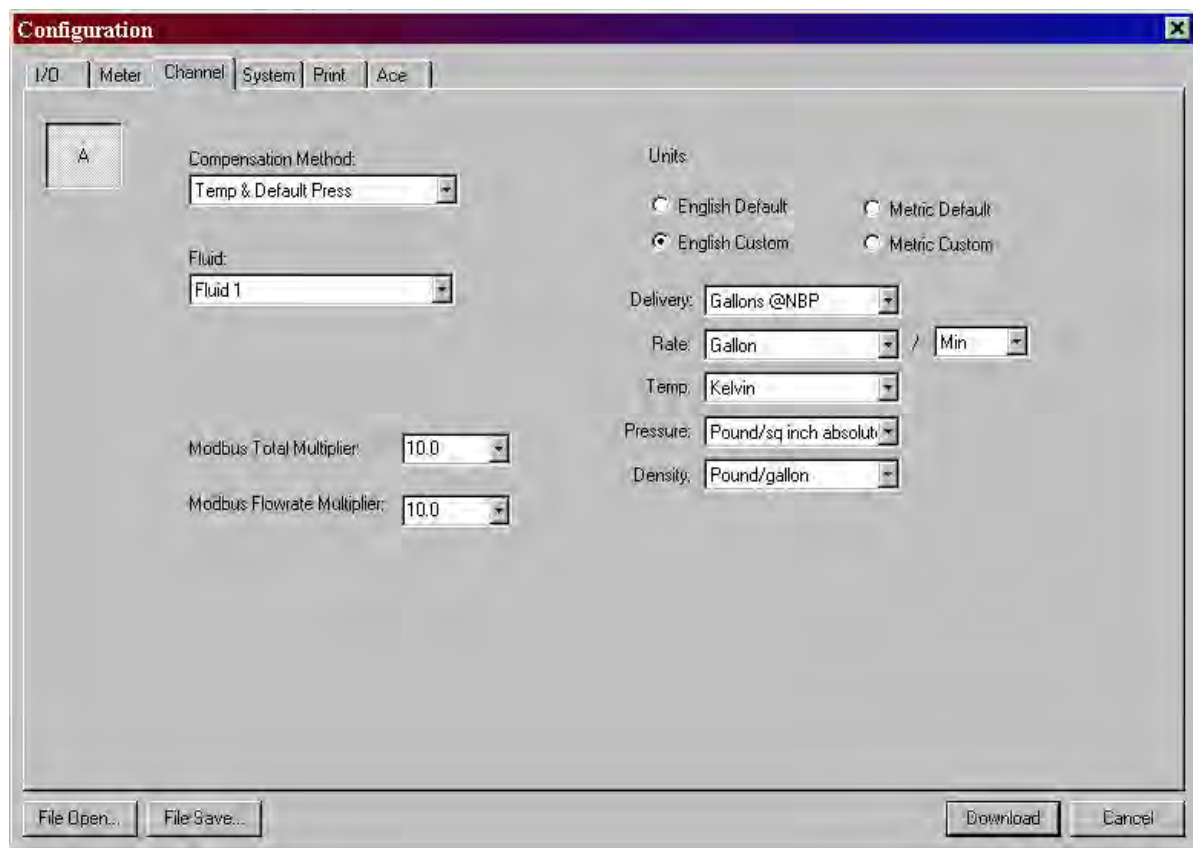 Configuration
I/O Meter Channel System Print Ace
A
Compensation Method:
Temp & Default Press
Fluid:
Fluid 1
Modbus Total Multiplier: 10.0
Modbus Flowrate Multiplier: 10.0
Units
English Default Metric Default
English Custom Metric Custom
Delivery: Gallons @NBP
Rate: Gallon / Min
Temp. Kelvin
Pressure: Pound/sq inch absolut
Density, Pound/gallon
File Open... File Save... Download Cancel